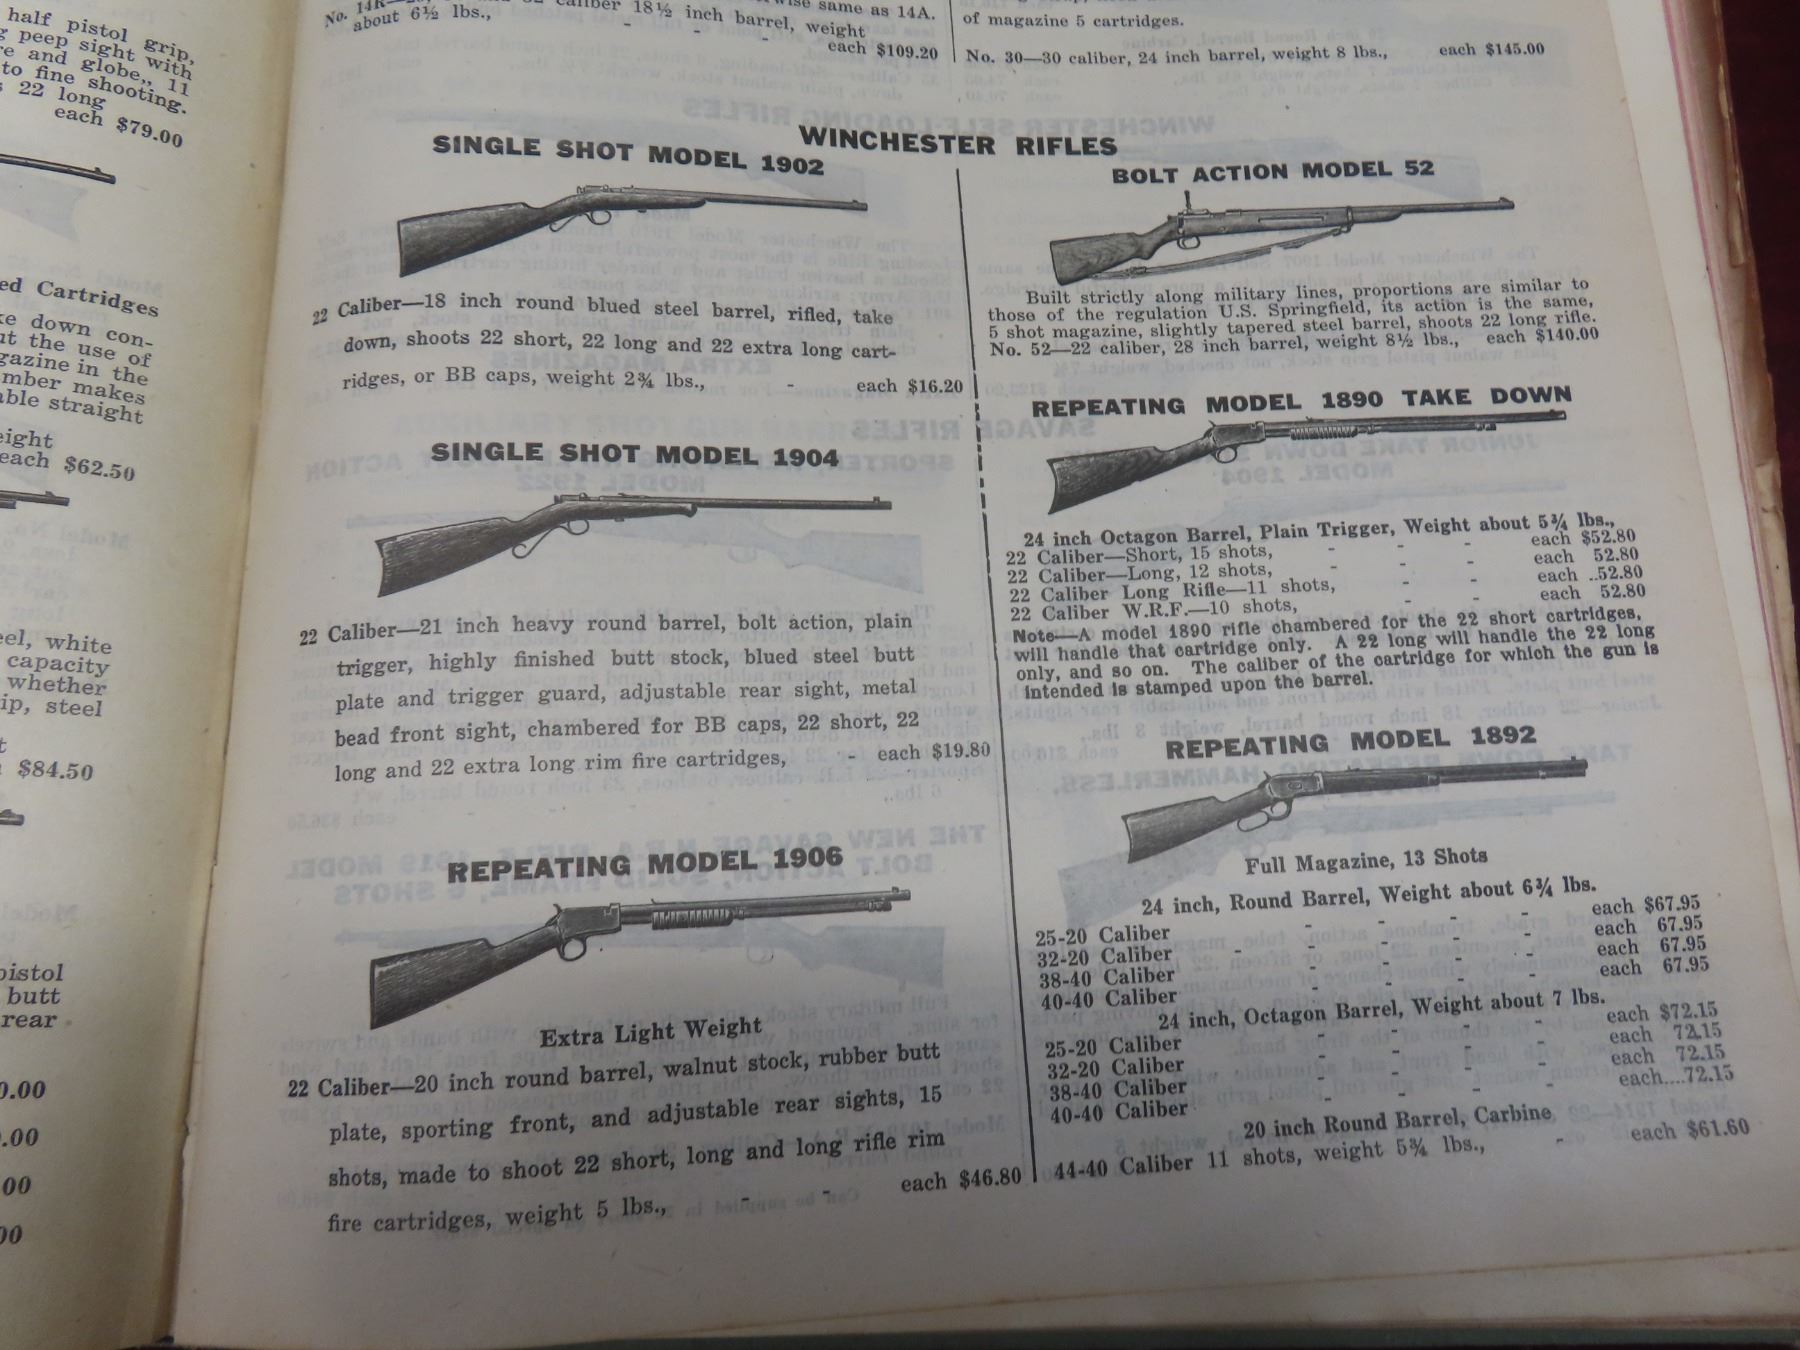 half pistol grip,
peep sight with
re and globe,, 11
to fine shooting.
22 long
each $79.00
ed Cartridges
ke down con-
ut the use of
gazine in the
mber makes
able straight
eight
each $62.50
eel, white
capacity
whether
ip, steel
$84.50
pistol
butt
rear
0.00
.00
00
00
No. 14R
caliber 18½ inch barrel, weight
wise same as 14A.
about 6½ lbs., - - - each $109.20
of magazine 5 cartridges.
No. 30—30 caliber, 24 inch barrel, weight 8 lbs., each $145.00
WINCHESTER RIFLES
SINGLE SHOT MODEL 1902
22 Caliber—18 inch round blued steel barrel, rifled, take
down, shoots 22 short, 22 long and 22 extra long cart-
ridges, or BB caps, weight 2¾ lbs., - each $16.20
SINGLE SHOT MODEL 1904
22 Caliber—21 inch heavy round barrel, bolt action, plain
trigger, highly finished butt stock, blued steel butt
plate and trigger guard, adjustable rear sight, metal
bead front sight, chambered for BB caps, 22 short, 22
long and 22 extra long rim fire cartridges, - each $19.80
REPEATING MODEL 1906
Extra Light Weight
22 Caliber—20 inch round barrel, walnut stock, rubber butt
plate, sporting front, and adjustable rear sights, 15
shots, made to shoot 22 short, long and long rifle rim
fire cartridges, weight 5 lbs., - - each $46.80
BOLT ACTION MODEL 52
Built strictly along military lines, proportions are similar to
those of the regulation U.S. Springfield, its action is the same,
5 shot magazine, slightly tapered steel barrel, shoots 22 long rifle.
No. 52—22 caliber, 28 inch barrel, weight 8½ lbs., each $140.00
REPEATING MODEL 1890 TAKE DOWN
24 inch Octagon Barrel, Plain Trigger, Weight about 5¾ lbs.,
22 Caliber—Short, 15 shots, - - - each $52.80
22 Caliber—Long, 12 shots, - - - each 52.80
22 Caliber Long Rifle—11 shots, - - each ..52.80
22 Caliber W.R.F.—10 shots, - - each 52.80
Note—A model 1890 rifle chambered for the 22 short cartridges,
will handle that cartridge only. A 22 long will handle the 22 long
only, and so on. The caliber of the cartridge for which the gun is
intended is stamped upon the barrel.
REPEATING MODEL 1892
Full Magazine, 13 Shots
24 inch, Round Barrel, Weight about 6¾ lbs.
25-20 Caliber - - - - each $67.95
32-20 Caliber - - - - each 67.95
38-40 Caliber - - - - each 67.95
40-40 Caliber - - - - each 67.95
24 inch, Octagon Barrel, Weight about 7 lbs.
25-20 Caliber - - - - each $72.15
32-20 Caliber - - - - each 72.15
38-40 Caliber - - - - each 72.15
40-40 Caliber - - - - each....72.15
20 inch Round Barrel, Carbine
44-40 Caliber 11 shots, weight 5¾ lbs., - each $61.60